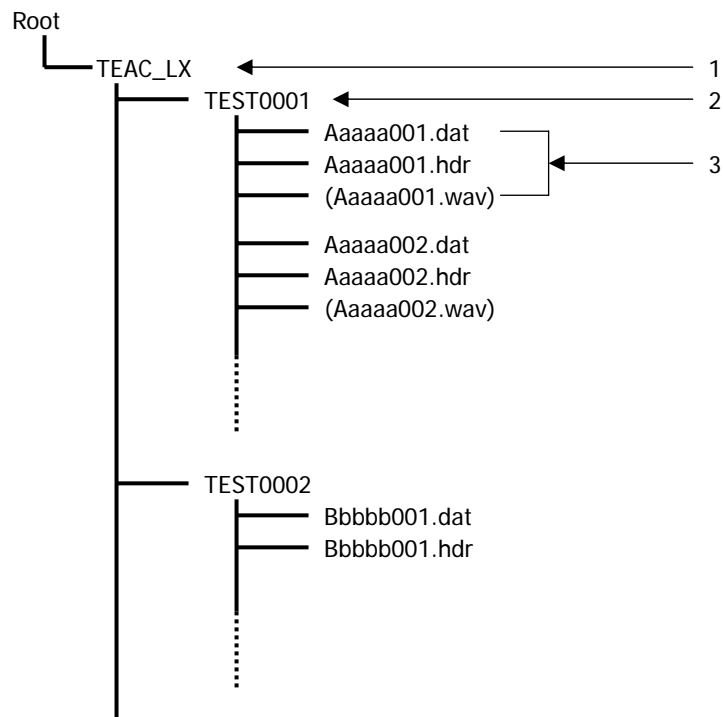 Root
TEAC_LX 1
TEST0001 2
Aaaaa001.dat
Aaaaa001.hdr 3
(Aaaaa001.wav)
Aaaaa002.dat
Aaaaa002.hdr
(Aaaaa002.wav)
TEST0002
Bbbbb001.dat
Bbbbb001.hdr